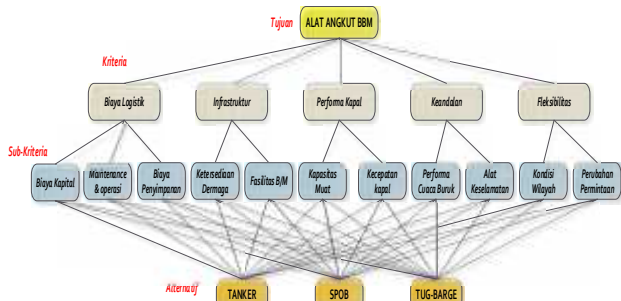 Tujuan
ALAT ANGKUT BBM
Kriteria
Biaya Logistik
Infrastruktur
Performa Kapal
Keandalan
Fleksibilitas
Sub-Kriteria
Biaya Kapital
Maintenance
& operasi
Biaya
Penyimpanan
Ketersediaan
Dermaga
Fasilitas B/M
Kapasitas
Muat
Kecepatan
kapal
Performa
Cuaca Buruk
Alat
Keselamatan
Kondisi
Wilayah
Perubahan
Permintaan
Alternatif
TANKER
SPOB
TUG-BARGE